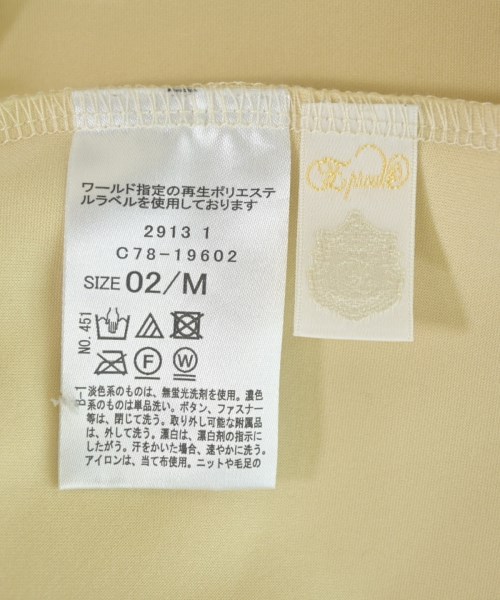 ワールド指定の再生ポリエステ
ルラベルを使用しております
2913 1
C78-19602
SIZE 02/M
NO. 451
F W
B-1
淡色系のものは、無蛍光洗剤を使用。濃色
系のものは単品洗い。ボタン、ファスナー
等は、閉じて洗う。取り外し可能な附属品
は、外して洗う。漂白は、漂白剤の指示に
したがう。汗をかいた場合、速やかに洗う。
アイロンは、当て布使用。ニットや毛足の